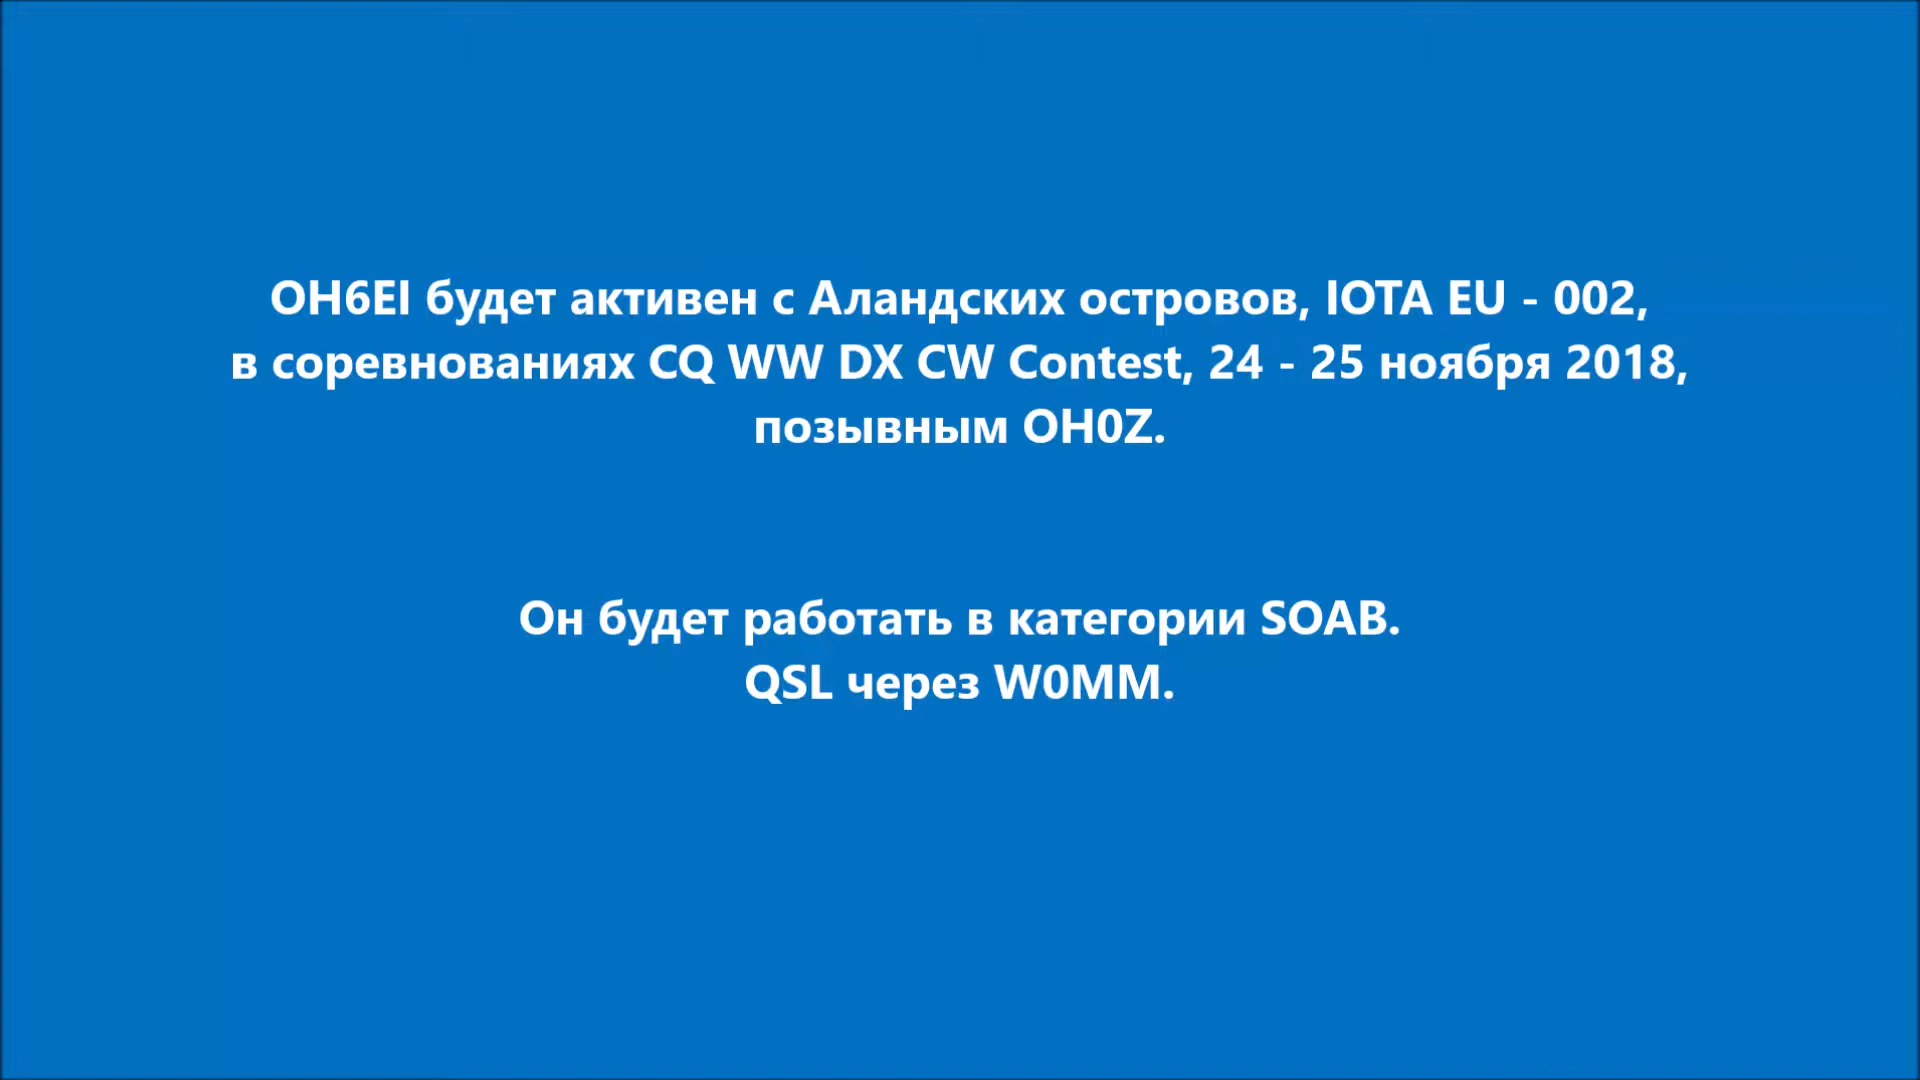 OH6EI будет активен с Аландских островов, IOTA EU - 002,
в соревнованиях CQ WW DX CW Contest, 24 - 25 ноября 2018,
позывным OH0Z.
Он будет работать в категории SOAB.
QSL через W0MM.